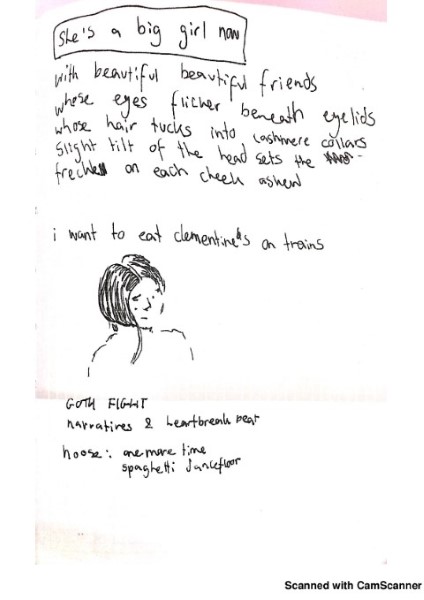 She's a big girl now
with beautiful beautiful friends
whose eyes flicker beneath eyelids
whose hair tucks into cashmere collars
slight tilt of the head sets the
freckles on each cheek askew
i want to eat clementine's on trains
GOTH FIGHT
narratives & heartbreak beat
hoose: one more time
spaghetti dancefloor
Scanned with CamScanner